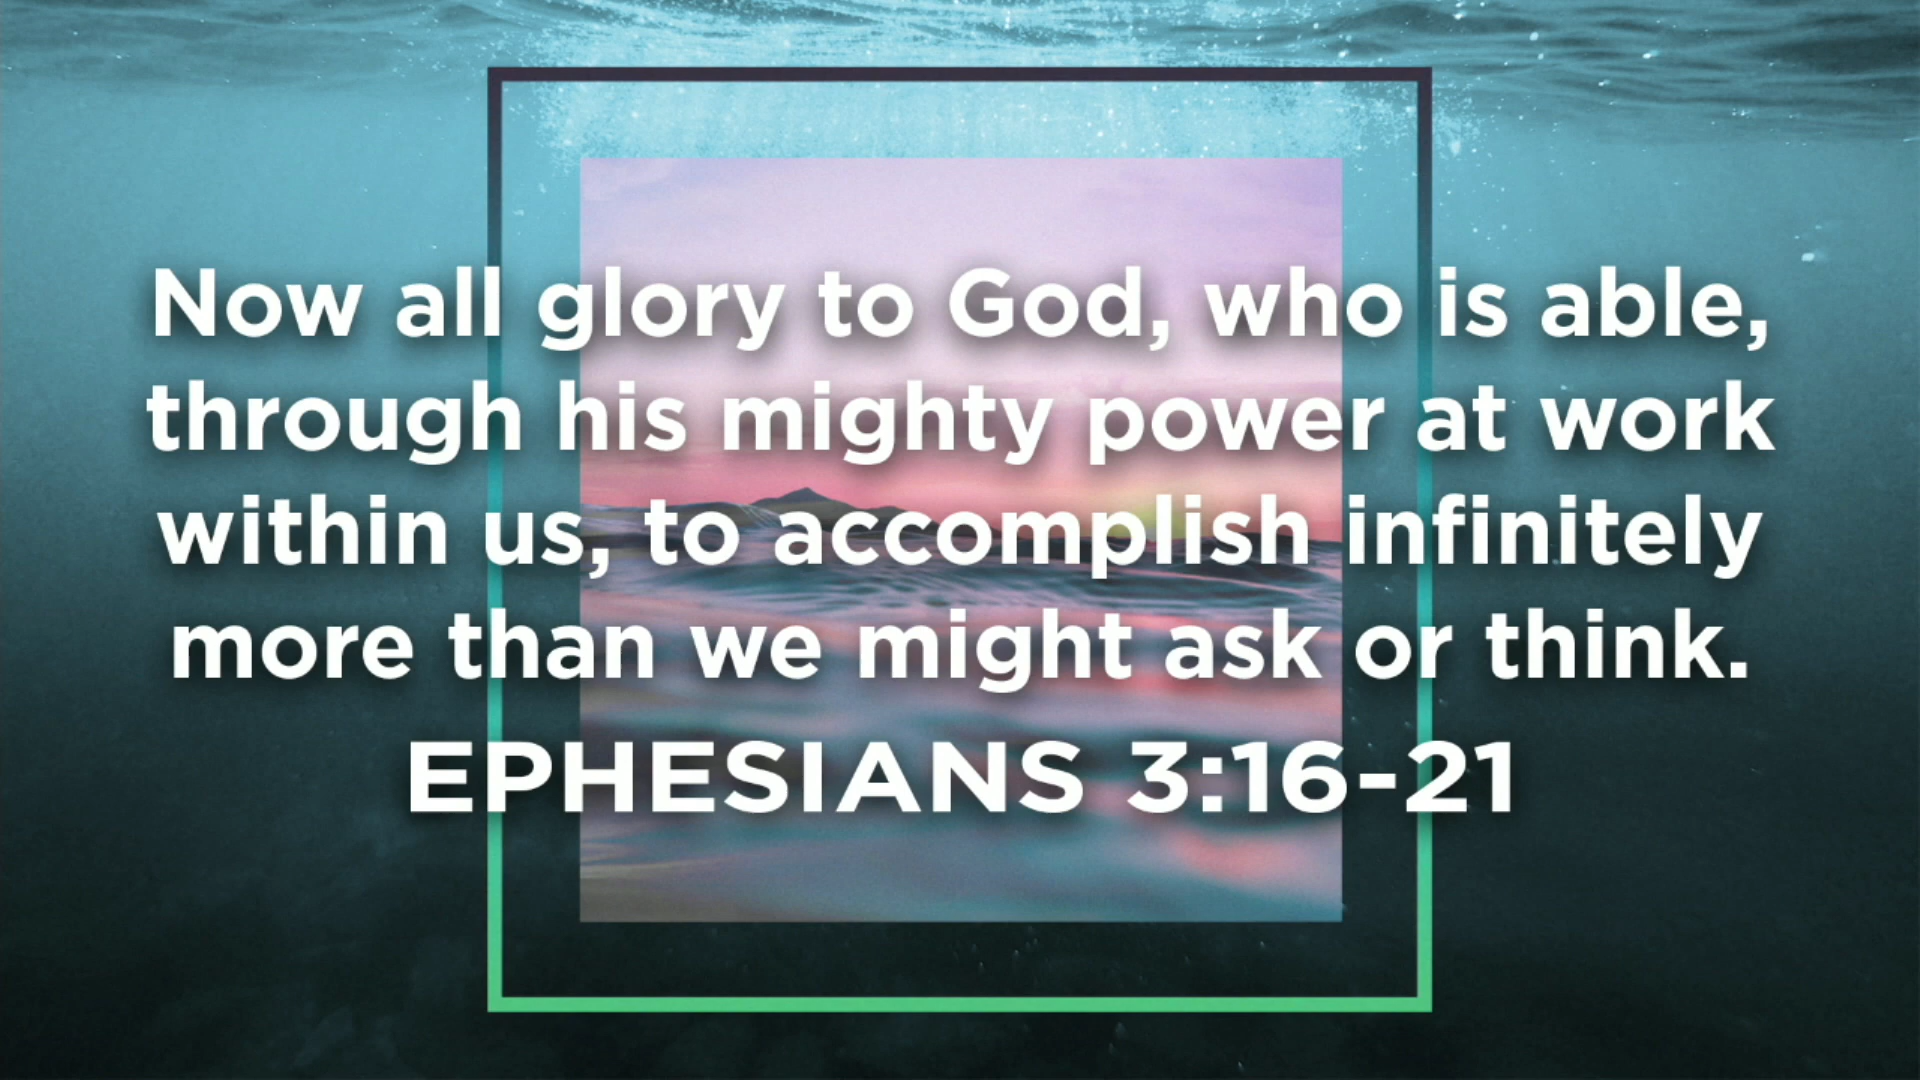 Now all glory to God, who is able,
through his mighty power at work
within us, to accomplish infinitely
more than we might ask or think.
EPHESIANS 3:16-21